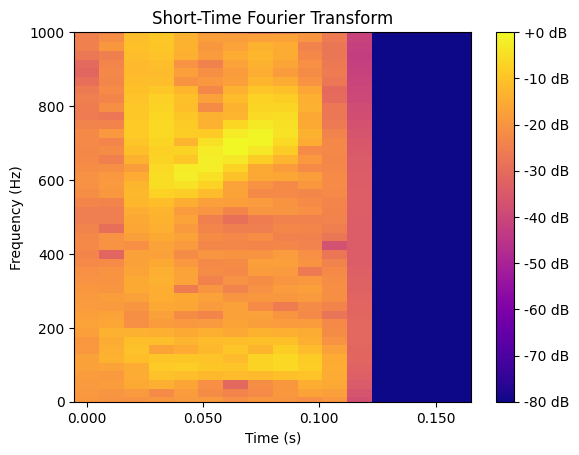 Short-Time Fourier Transform
1000
800
600
400
200
0
Frequency (Hz)
0.000
0.050
0.100
0.150
Time (s)
+0 dB
-10 dB
-20 dB
-30 dB
-40 dB
-50 dB
-60 dB
-70 dB
-80 dB